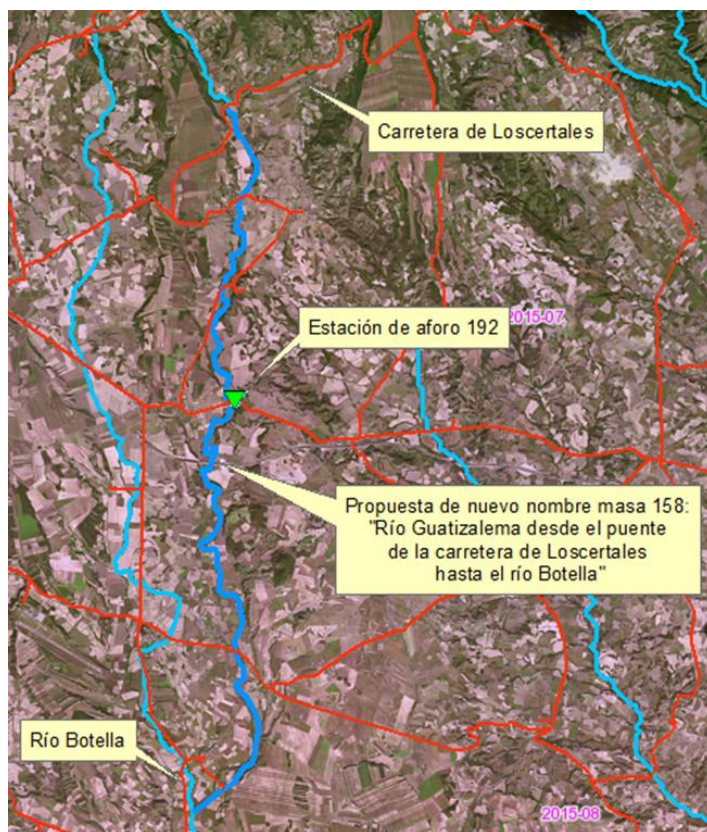 Carretera de Loscertales
Estación de aforo 192
2015-07
Propuesta de nuevo nombre masa 158:
"Río Guatizalema desde el puente
de la carretera de Loscertales
hasta el río Botella"
Río Botella
2015-08